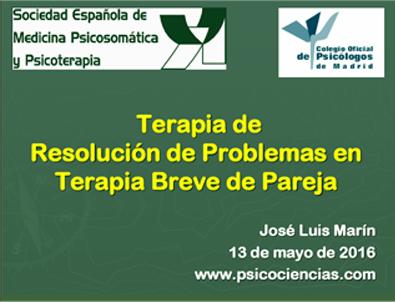 Sociedad Española de
Medicina Psicosomática
y Psicoterapia
Colegio Oficial
de Psicólogos
de Madrid
Terapia de
Resolución de Problemas en
Terapia Breve de Pareja
José Luis Marín
13 de mayo de 2016
www.psicociencias.com